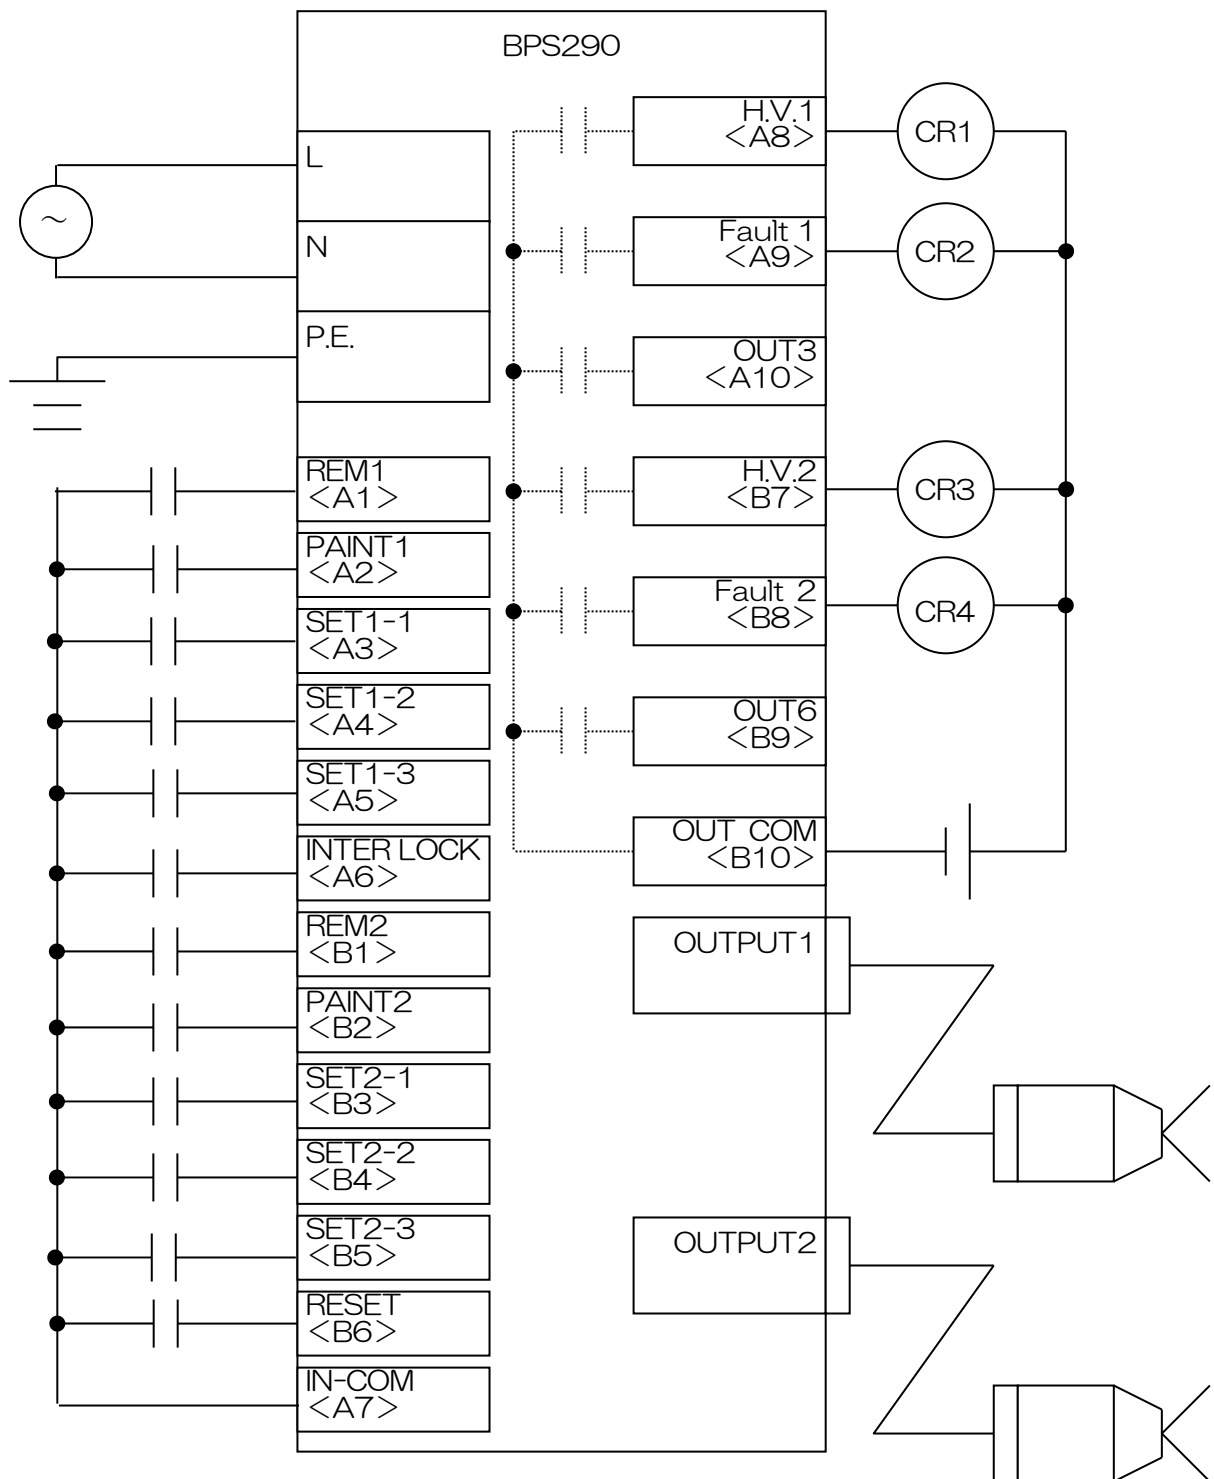 BPS290
L
N
P.E.
REM1
<A1>
PAINT1
<A2>
SET1-1
<A3>
SET1-2
<A4>
SET1-3
<A5>
INTER LOCK
<A6>
REM2
<B1>
PAINT2
<B2>
SET2-1
<B3>
SET2-2
<B4>
SET2-3
<B5>
RESET
<B6>
IN-COM
<A7>
H.V.1
<A8>
CR1
Fault 1
<A9>
CR2
OUT3
<A10>
H.V.2
<B7>
CR3
Fault 2
<B8>
CR4
OUT6
<B9>
OUT COM
<B10>
OUTPUT1
OUTPUT2